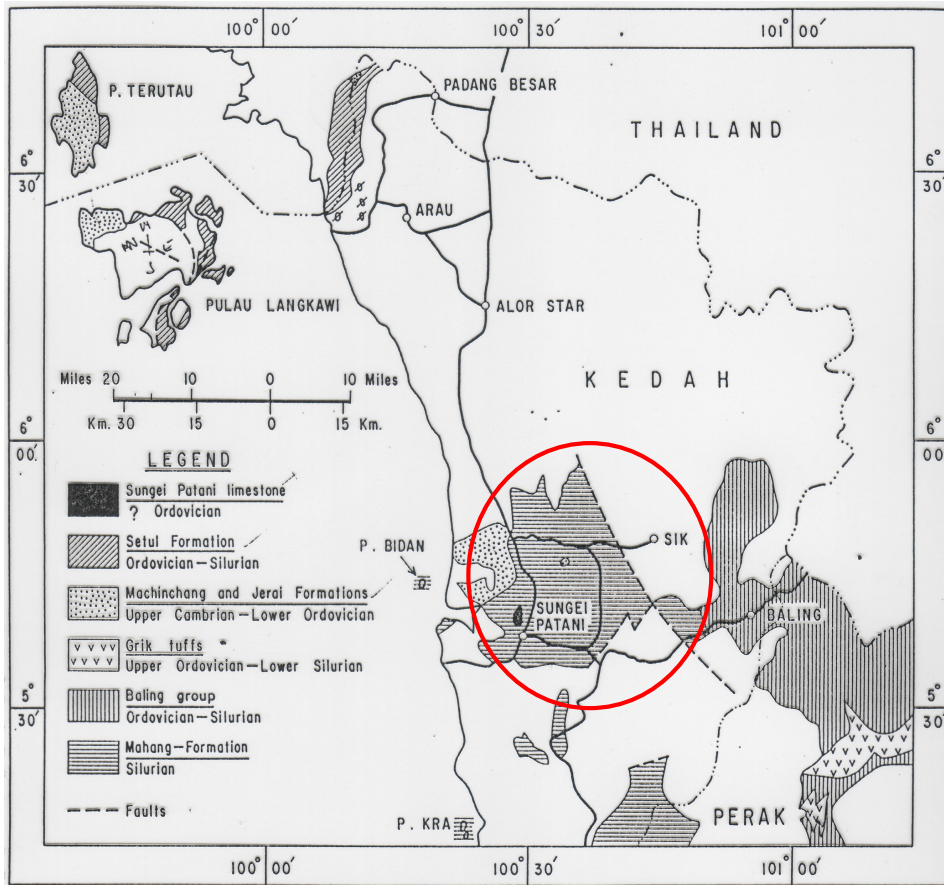 100° 00′
100° 30′
101° 00′
P. TERUTAU
PADANG BESAR
THAILAND
6°
30′
6°
30′
ARAU
PULAU LANGKAWI
ALOR STAR
Miles 20 10 0 10 Miles
Km. 30 15 0 15 Km.
KEDAH
6°
00′
6°
00′
LEGEND
Sungei Patani limestone
? Ordovician
Setul Formation
Ordovician-Silurian
Machinchang and Jerai Formations
Upper Cambrian-Lower Ordovician
Grik tuffs
Upper Ordovician-Lower Silurian
Baling group
Ordovician-Silurian
Mahang-Formation
Silurian
Faults
P. BIDAN
SIK
SUNGEI
PATANI
BALING
5°
30′
5°
30′
P. KRA
PERAK
100° 00′
100° 30′
101° 00′